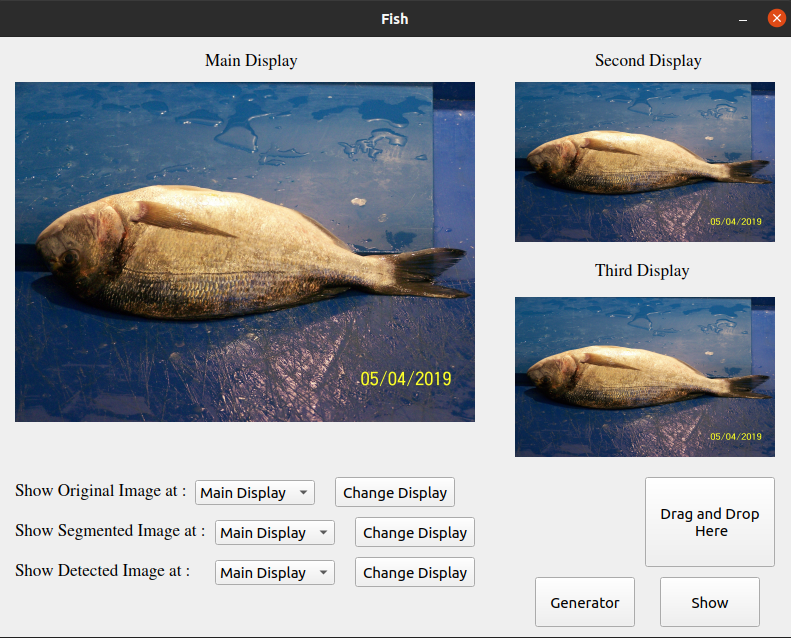 Fish
Main Display
Second Display
05/04/2019
05/04/2019
Third Display
05/04/2019
Show Original Image at :
Main Display
Change Display
Show Segmented Image at :
Main Display
Change Display
Show Detected Image at :
Main Display
Change Display
Drag and Drop
Here
Generator
Show